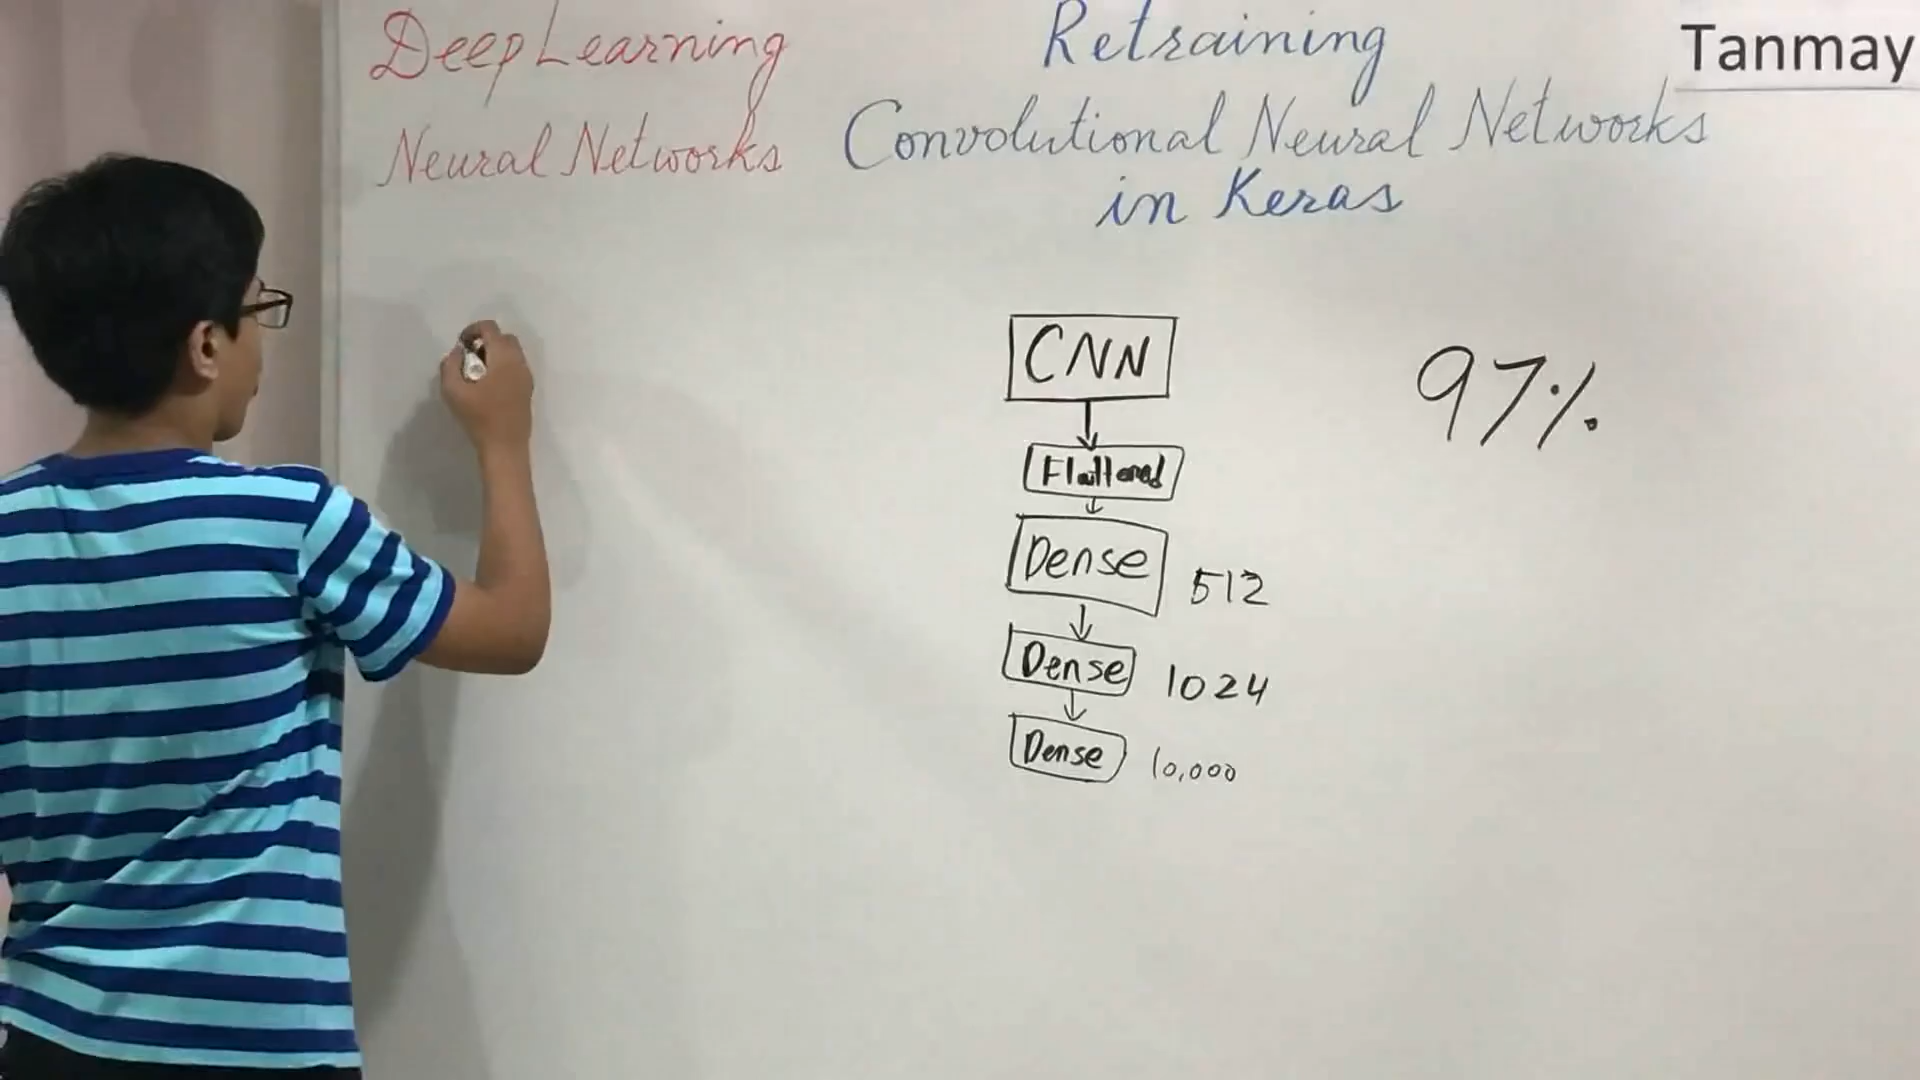 Deep Learning
Neural Networks
Retraining
Convolutional Neural Networks
in Keras
Tanmay
CNN
97%
Flattened
Dense 512
Dense 1024
Dense 10,000